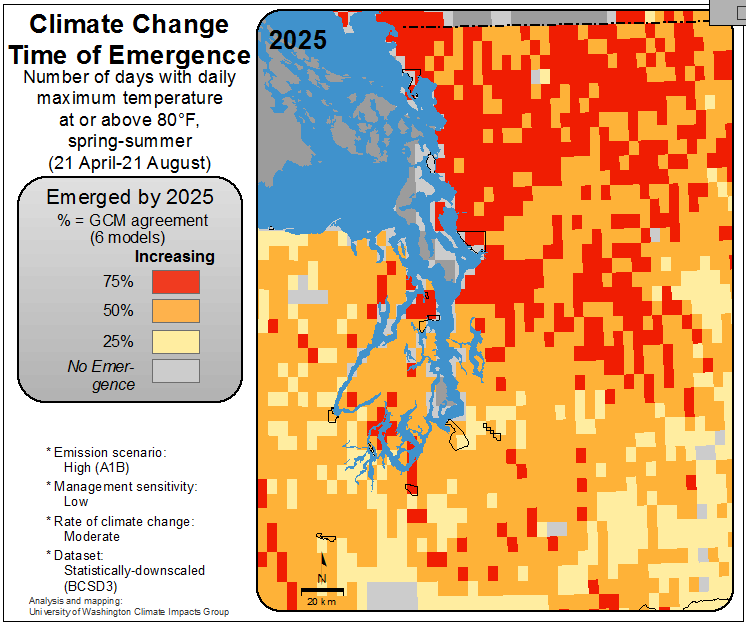 Climate Change
Time of Emergence
Number of days with daily
maximum temperature
at or above 80°F,
spring-summer
(21 April-21 August)
Emerged by 2025
% = GCM agreement
(6 models)
Increasing
75%
50%
25%
No Emer-
gence
* Emission scenario:
High (A1B)
* Management sensitivity:
Low
* Rate of climate change:
Moderate
* Dataset:
Statistically-downscaled
(BCSD3)
Analysis and mapping:
University of Washington Climate Impacts Group
2025
N
20 km